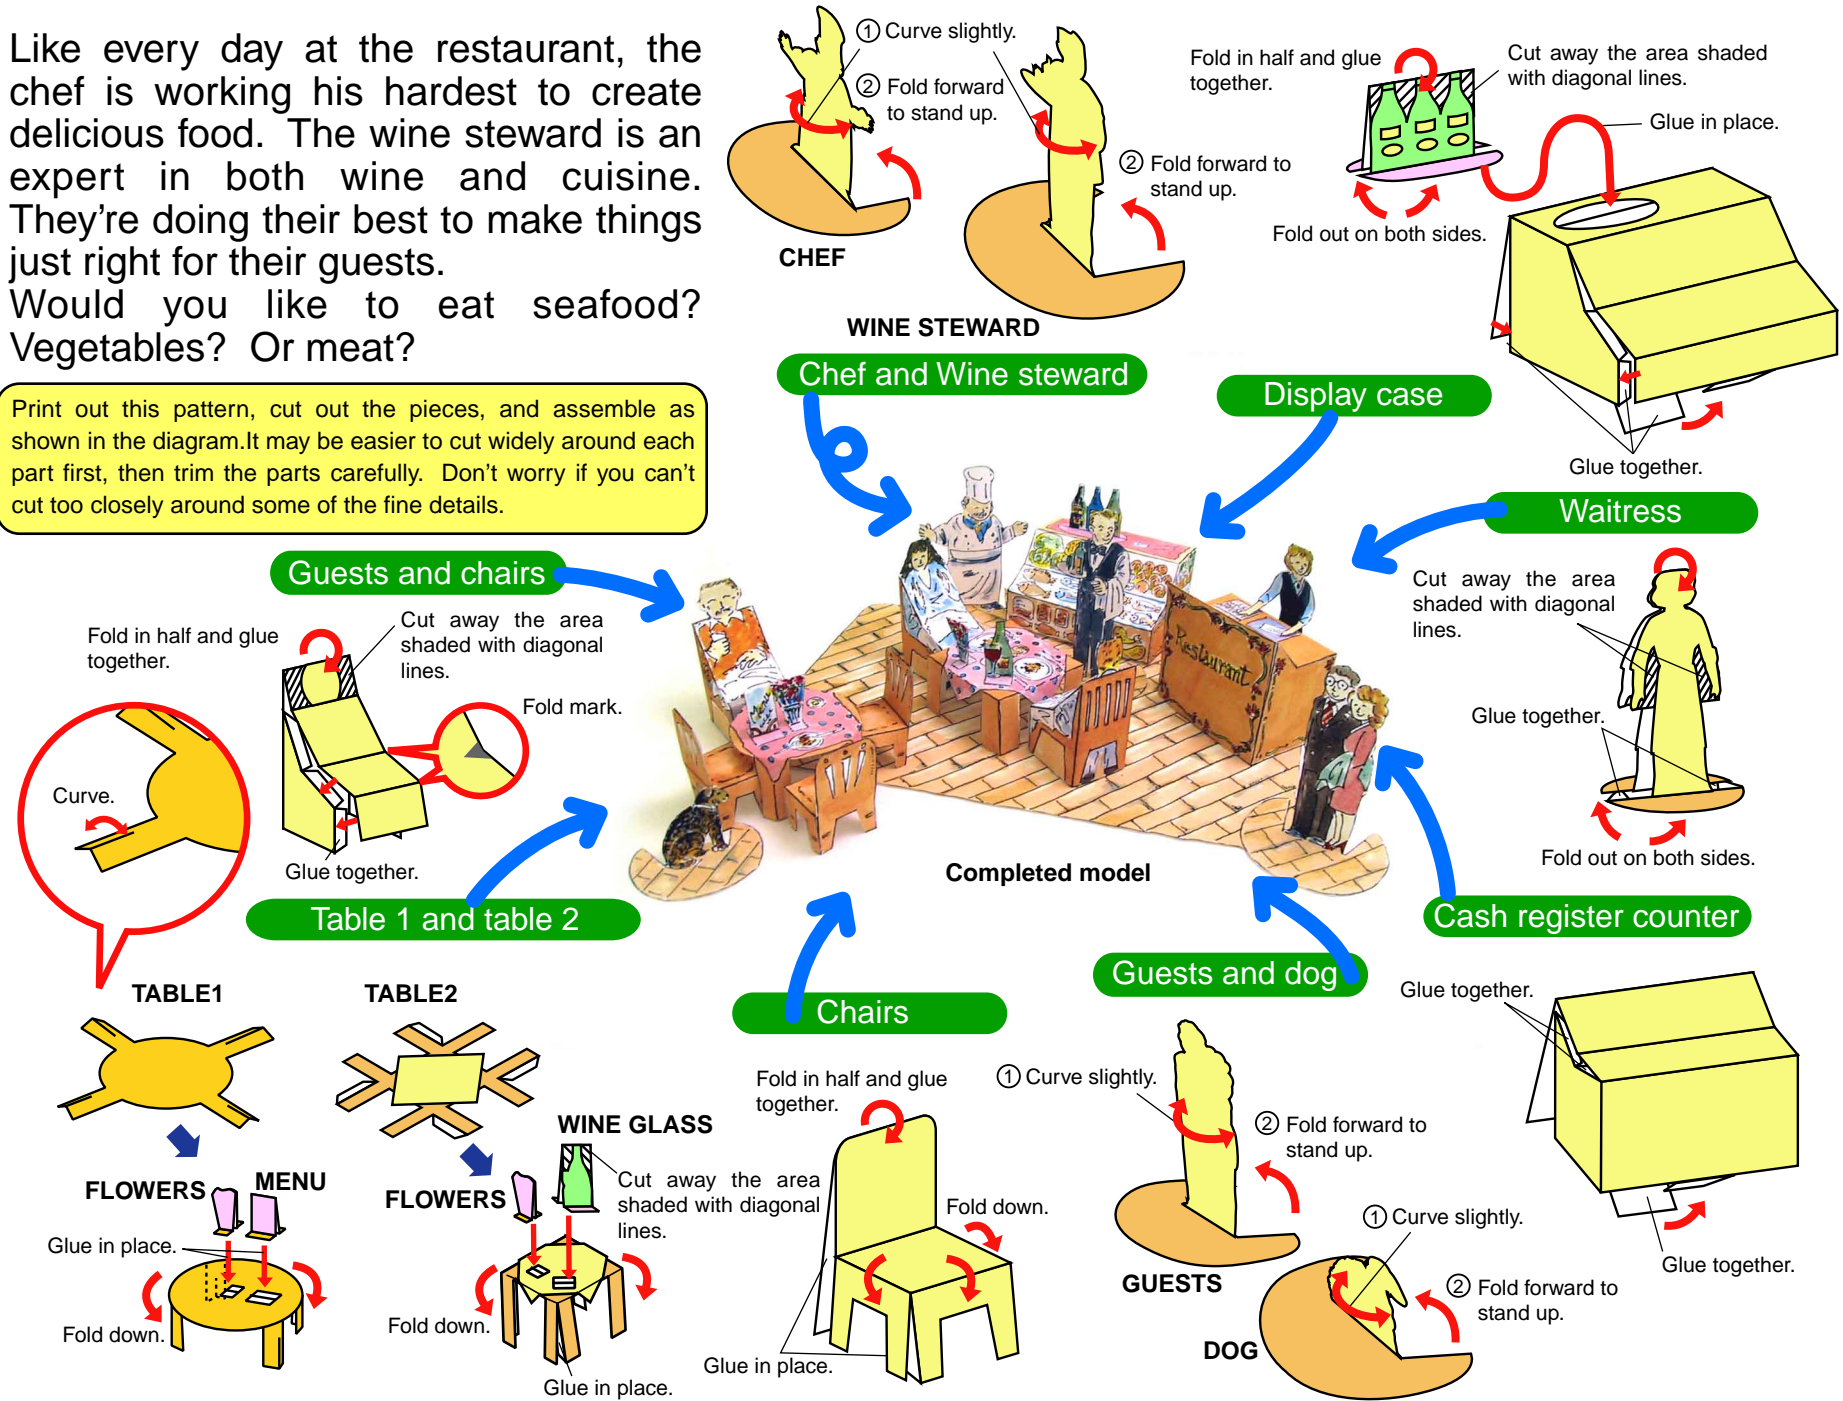 Like every day at the restaurant, the
chef is working his hardest to create
delicious food. The wine steward is an
expert in both wine and cuisine.
They're doing their best to make things
just right for their guests.
Would you like to eat seafood?
Vegetables? Or meat?
Print out this pattern, cut out the pieces, and assemble as
shown in the diagram.It may be easier to cut widely around each
part first, then trim the parts carefully. Don't worry if you can't
cut too closely around some of the fine details.
① Curve slightly.
② Fold forward
to stand up.
CHEF
② Fold forward to
stand up.
WINE STEWARD
Chef and Wine steward
Fold in half and glue
together.
Cut away the area shaded
with diagonal lines.
Glue in place.
Fold out on both sides.
Glue together.
Display case
Waitress
Cut away the area
shaded with diagonal
lines.
Glue together.
Fold out on both sides.
Guests and chairs
Fold in half and glue
together.
Cut away the area
shaded with diagonal
lines.
Fold mark.
Curve.
Glue together.
Restaurant
Completed model
Table 1 and table 2
Cash register counter
Guests and dog
Chairs
TABLE1
TABLE2
WINE GLASS
Cut away the area
shaded with diagonal
lines.
FLOWERS
MENU
FLOWERS
Glue in place.
Fold down.
Fold down.
Glue in place.
Fold in half and glue
together.
Fold down.
Glue in place.
① Curve slightly.
② Fold forward to
stand up.
GUESTS
① Curve slightly.
② Fold forward to
stand up.
DOG
Glue together.
Glue together.